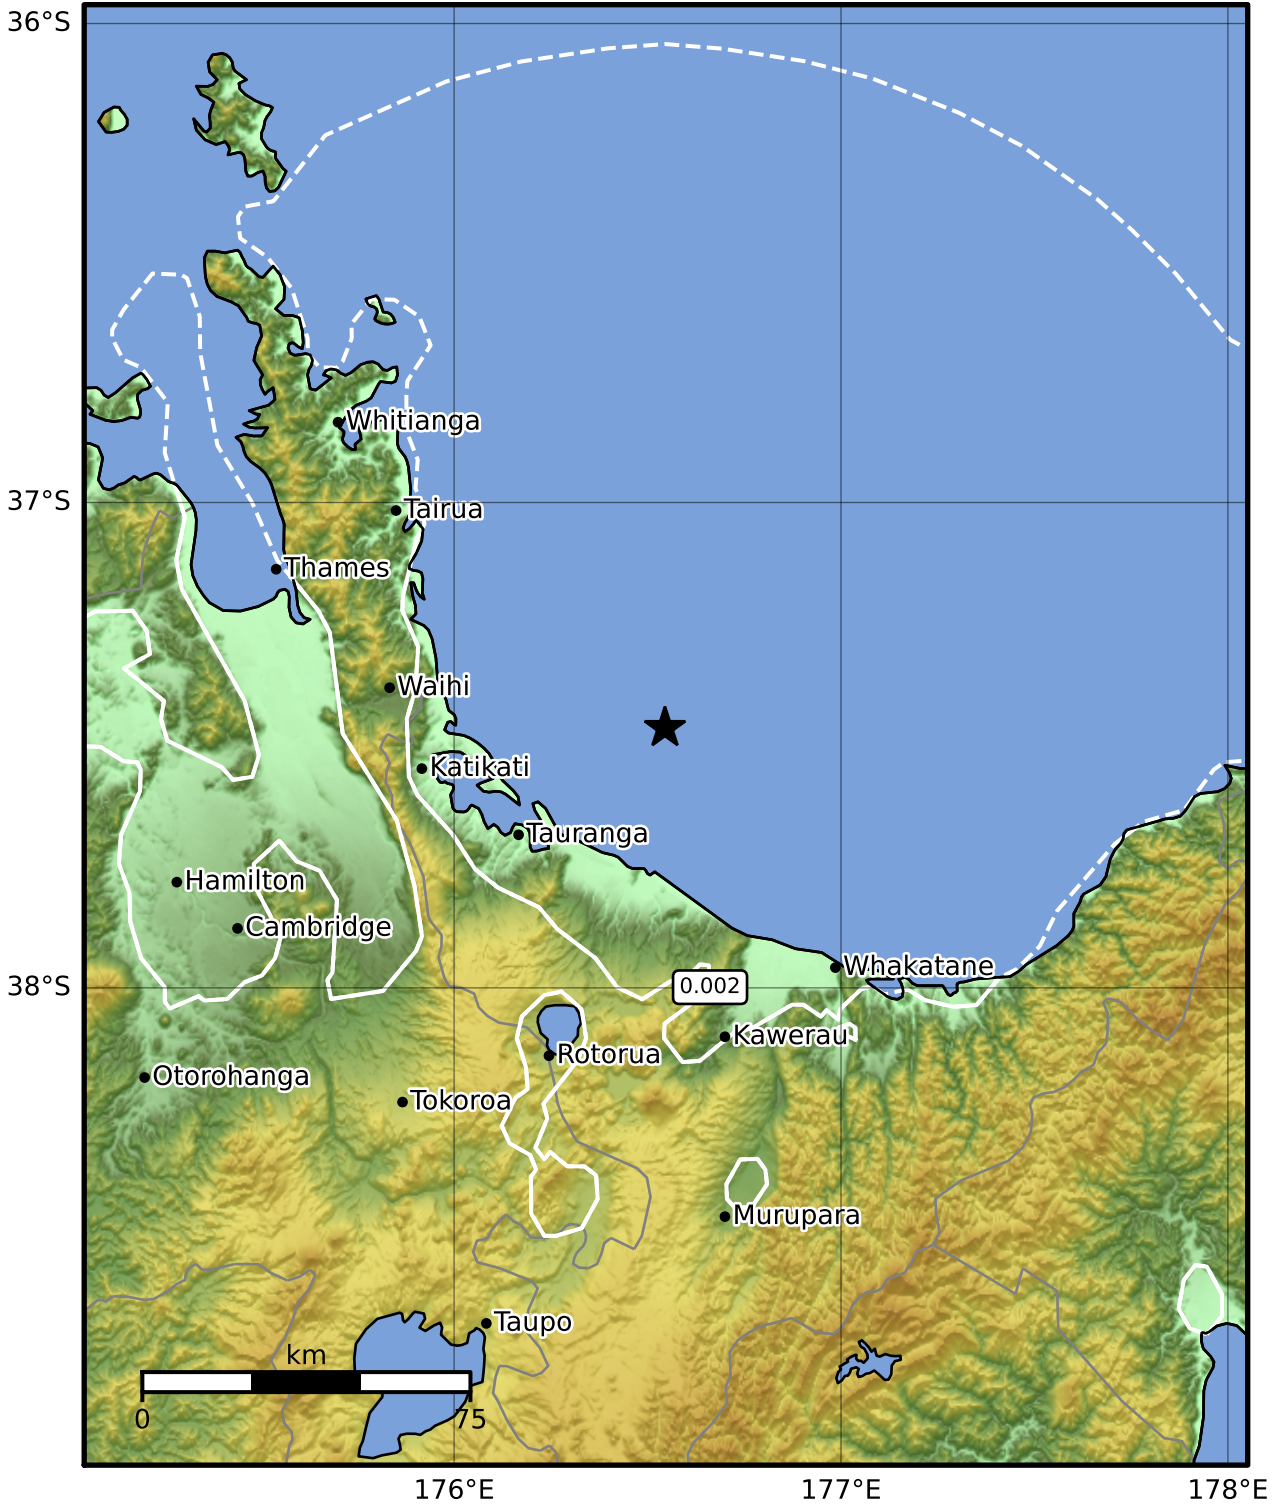 36°S
Whitianga
37°S
Tairua
Thames
Waihi
Katikati
Tauranga
Hamilton
Cambridge
Whakatane
38°S
0.002
Kawerau
Rotorua
Otorohanga
Tokoroa
Murupara
Taupo
km
0 75
176°E 177°E 178°E